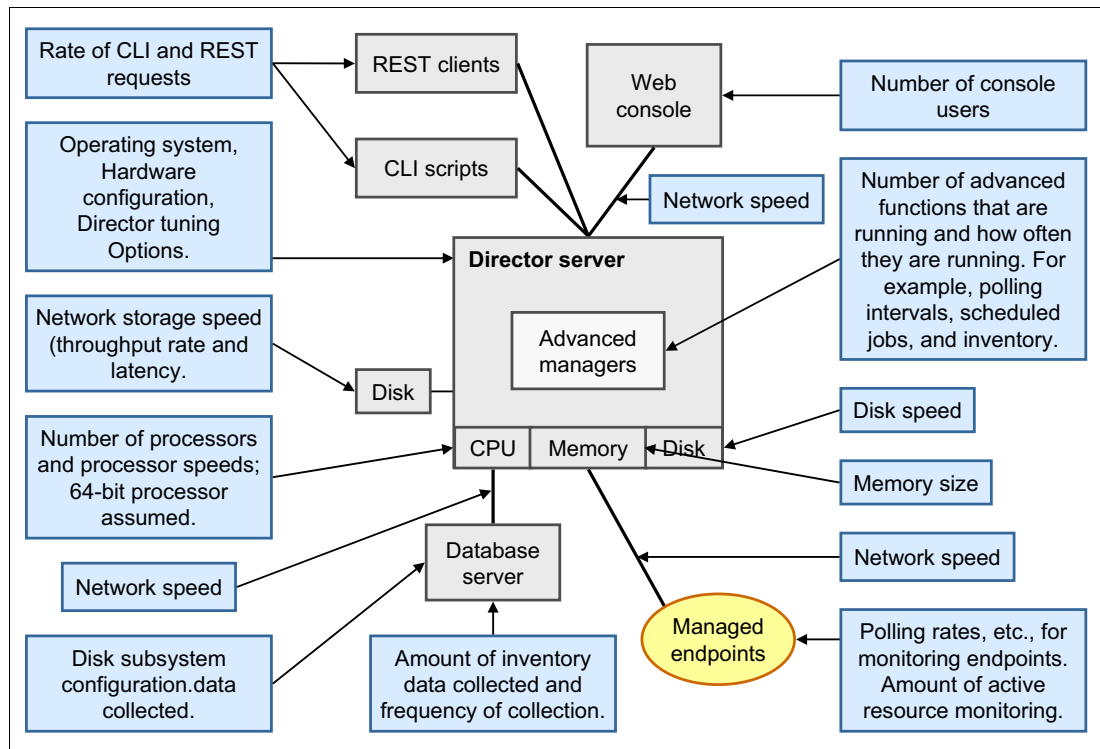 Rate of CLI and REST
requests
REST clients
Web
console
Number of console
users
Operating system,
Hardware
configuration,
Director tuning
Options.
CLI scripts
Network speed
Number of advanced
functions that are
running and how often
they are running. For
example, polling
intervals, scheduled
jobs, and inventory.
Director server
Advanced
managers
Network storage speed
(throughput rate and
latency.
Disk
Disk speed
Number of processors
and processor speeds;
64-bit processor
assumed.
CPU
Memory
Disk
Memory size
Network speed
Database
server
Network speed
Disk subsystem
configuration.data
collected.
Amount of inventory
data collected and
frequency of collection.
Managed
endpoints
Polling rates, etc., for
monitoring endpoints.
Amount of active
resource monitoring.